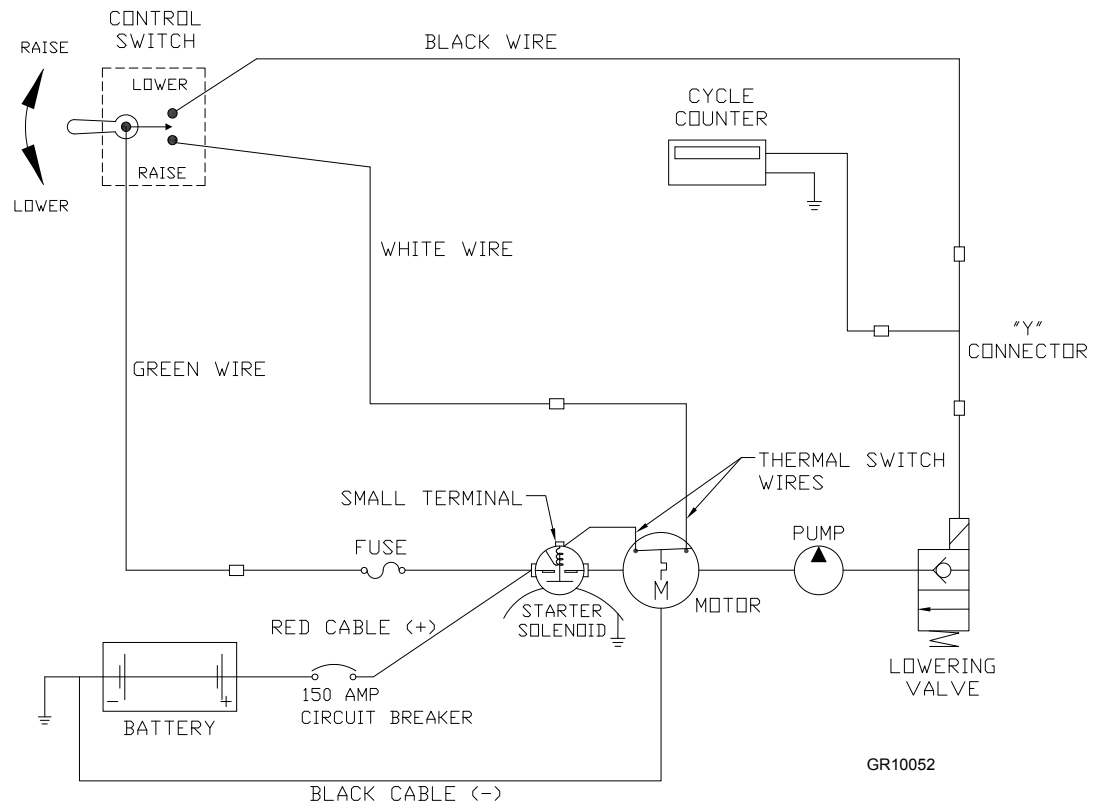 CONTROL
SWITCH
RAISE
LOWER
RAISE
LOWER
BLACK WIRE
CYCLE
COUNTER
WHITE WIRE
"Y"
CONNECTOR
GREEN WIRE
THERMAL SWITCH
WIRES
SMALL TERMINAL
FUSE
PUMP
M
MOTOR
STARTER
SOLENOID
RED CABLE (+)
LOWERING
VALVE
- +
BATTERY
150 AMP
CIRCUIT BREAKER
GR10052
BLACK CABLE (-)